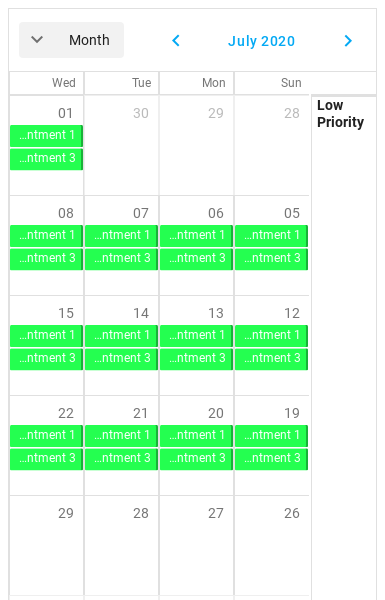 Month
July 2020
Wed Tue Mon Sun
Low
Priority
01 30 29 28
...ntment 1
...ntment 3
08 07 06 05
...ntment 1 ...ntment 1 ...ntment 1 ...ntment 1
...ntment 3 ...ntment 3 ...ntment 3 ...ntment 3
15 14 13 12
...ntment 1 ...ntment 1 ...ntment 1 ...ntment 1
...ntment 3 ...ntment 3 ...ntment 3 ...ntment 3
22 21 20 19
...ntment 1 ...ntment 1 ...ntment 1 ...ntment 1
...ntment 3 ...ntment 3 ...ntment 3 ...ntment 3
29 28 27 26